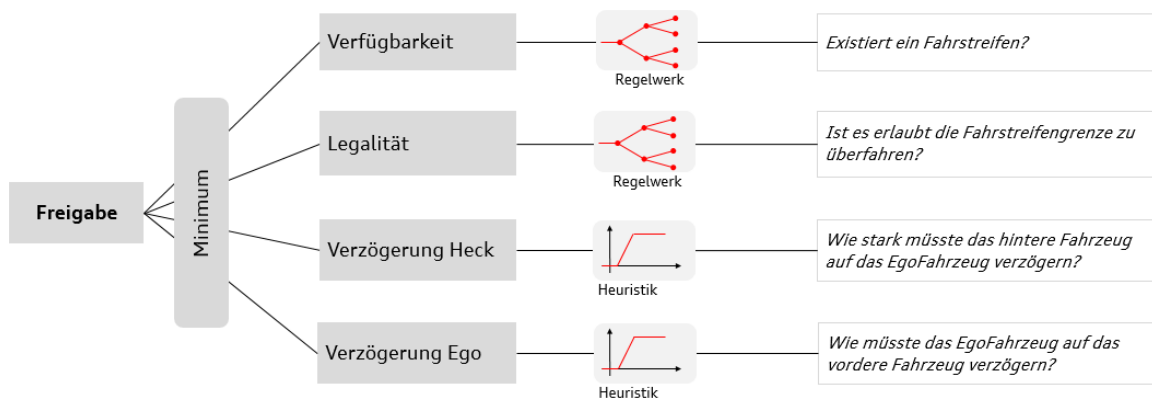 Verfügbarkeit
Regelwerk
Existiert ein Fahrstreifen?
Legalität
Regelwerk
Ist es erlaubt die Fahrstreifengrenze zu
überfahren?
Freigabe
Minimum
Verzögerung Heck
Heuristik
Wie stark müsste das hintere Fahrzeug
auf das EgoFahrzeug verzögern?
Verzögerung Ego
Heuristik
Wie müsste das EgoFahrzeug auf das
vordere Fahrzeug verzögern?